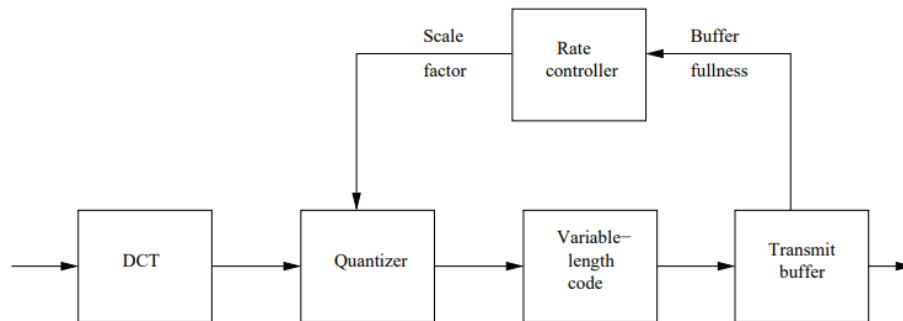 Scale
factor
Rate
controller
Buffer
fullness
DCT
Quantizer
Variable−
length
code
Transmit
buffer